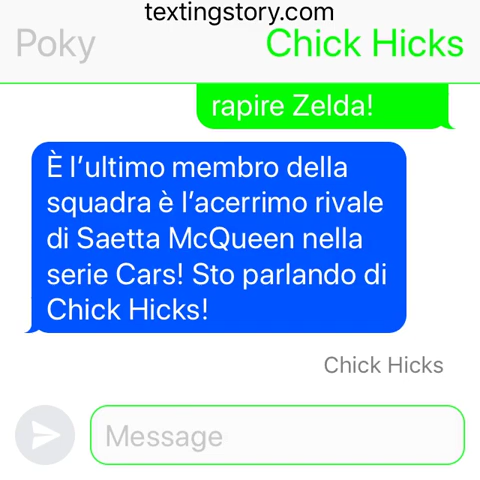 textingstory.com
Poky
Chick Hicks
rapire Zelda!
È l’ultimo membro della
squadra è l’acerrimo rivale
di Saetta McQueen nella
serie Cars! Sto parlando di
Chick Hicks!
Chick Hicks
Message